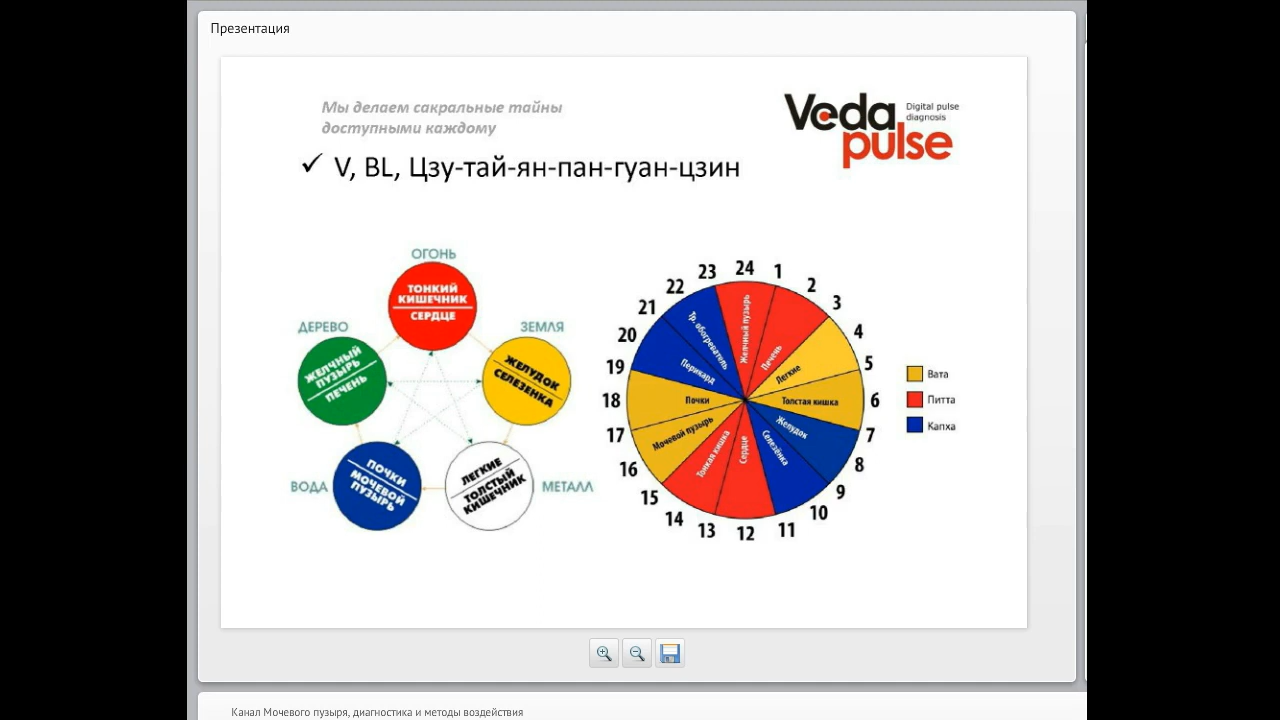 Презентация
Мы делаем сакральные тайны
доступными каждому
Veda
pulse
Digital pulse
diagnosis
✓ V, BL, Цзу-тай-ян-пан-гуан-цзин
ОГОНЬ
ТОНКИЙ
КИШЕЧНИК
СЕРДЦЕ
ДЕРЕВО
ЖЕЛЧНЫЙ
ПУЗЫРЬ
ПЕЧЕНЬ
ЗЕМЛЯ
ЖЕЛУДОК
СЕЛЕЗЕНКА
ВОДА
ПОЧКИ
МОЧЕВОЙ
ПУЗЫРЬ
ЛЕГКИЕ
ТОЛСТЫЙ
КИШЕЧНИК
МЕТАЛЛ
24
1
2
3
4
5
6
7
8
9
10
11
12
13
14
15
16
17
18
19
20
21
22
23
Желчный пузырь
Печень
Легкие
Толстая кишка
Желудок
Селезёнка
Сердце
Тонкая кишка
Мочевой пузырь
Почки
Перикард
Тр. обогреватель
Вата
Питта
Капха
Канал Мочевого пузыря, диагностика и методы воздействия